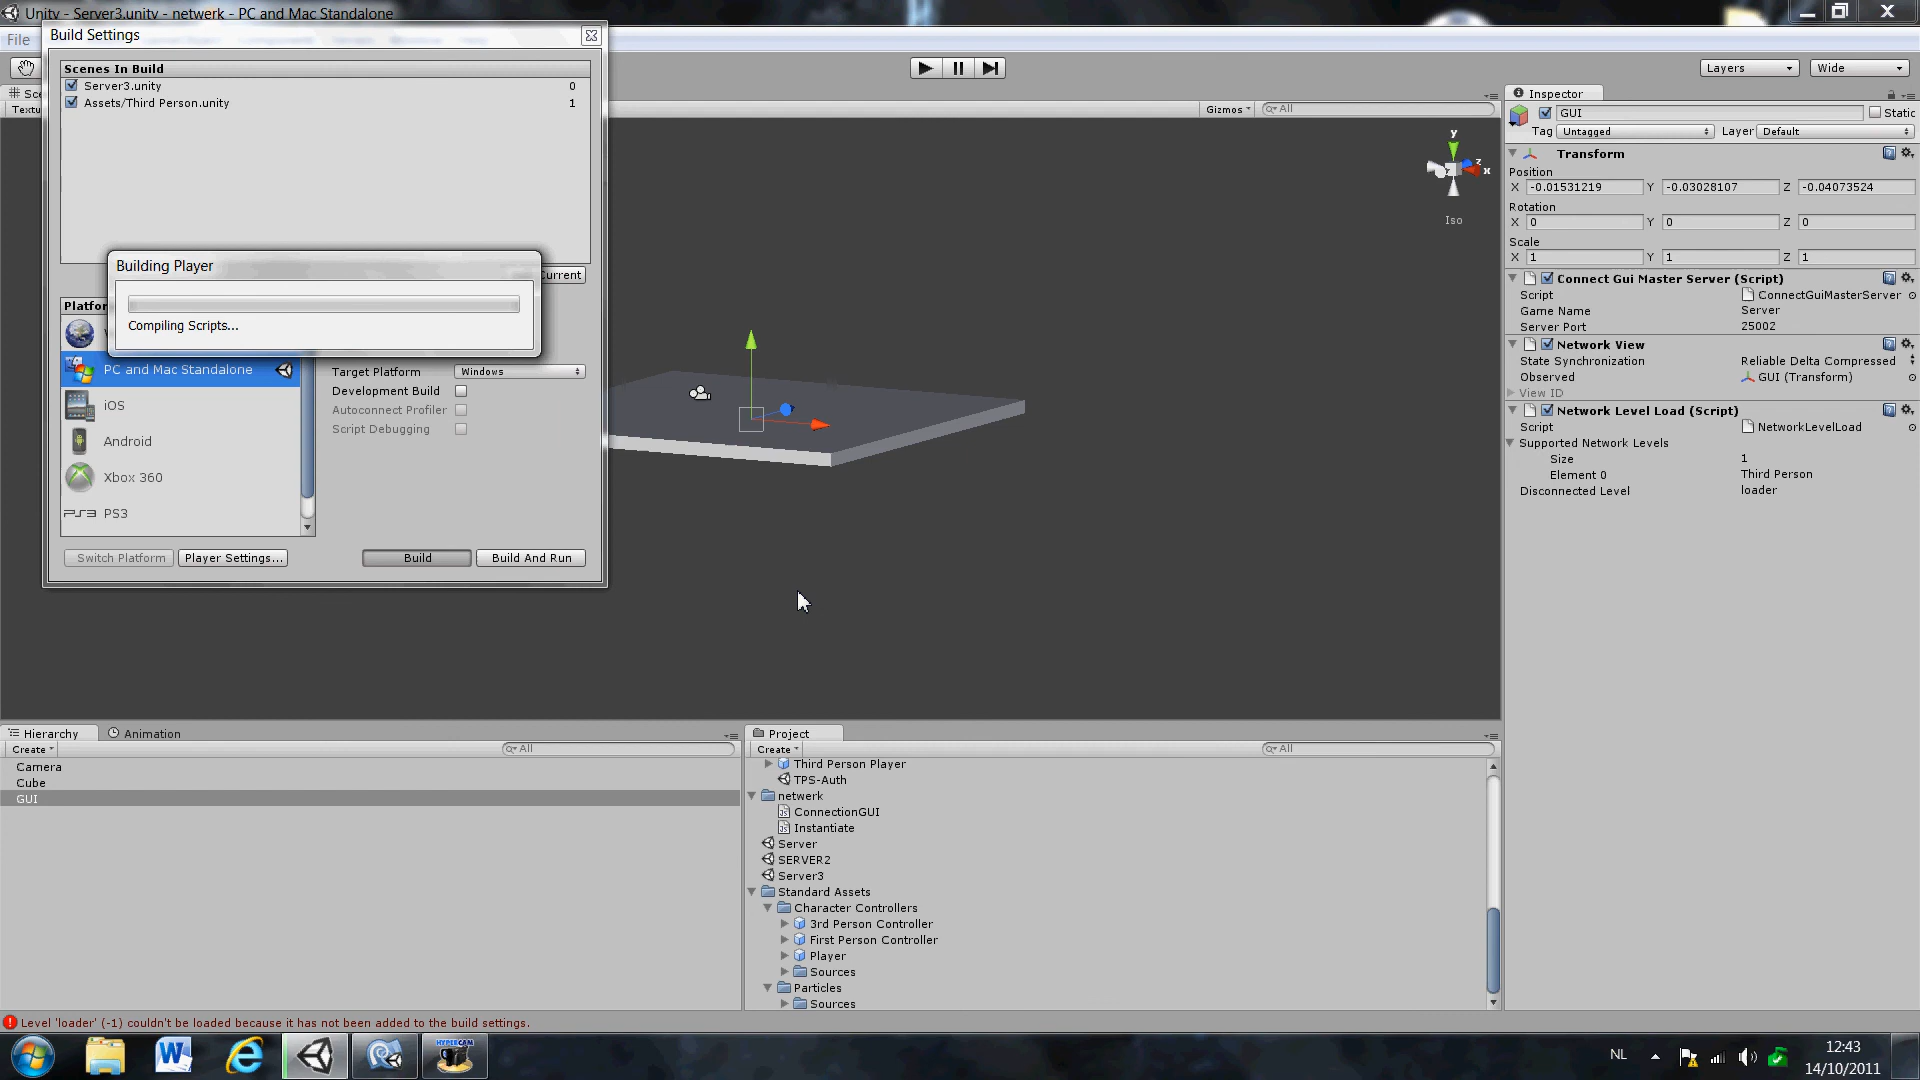 Unity - Server3.unity - netwerk - PC and Mac Standalone
File
Build Settings
Scenes In Build
Server3.unity 0
Assets/Third Person.unity 1
Building Player
Compiling Scripts...
Current
PC and Mac Standalone
iOS
Android
Xbox 360
PS3
Target Platform Windows
Development Build
Autoconnect Profiler
Script Debugging
Switch Platform Player Settings... Build Build And Run
Layers Wide
Gizmos All
y
z
x
Iso
Inspector
GUI Static
Tag Untagged Layer Default
Transform
Position
X -0.01531219 Y -0.03028107 Z -0.04073524
Rotation
X 0 Y 0 Z 0
Scale
X 1 Y 1 Z 1
Connect Gui Master Server (Script)
Script ConnectGuiMasterServer
Game Name Server
Server Port 25002
Network View
State Synchronization Reliable Delta Compressed
Observed GUI (Transform)
View ID
Network Level Load (Script)
Script NetworkLevelLoad
Supported Network Levels
Size 1
Element 0 Third Person
Disconnected Level loader
Hierarchy Animation
Create All
Camera
Cube
GUI
Project
Create All
Third Person Player
TPS-Auth
netwerk
ConnectionGUI
Instantiate
Server
SERVER2
Server3
Standard Assets
Character Controllers
3rd Person Controller
First Person Controller
Player
Sources
Particles
Sources
Level 'loader' (-1) couldn't be loaded because it has not been added to the build settings.
HYPERCAM
NL
12:43
14/10/2011